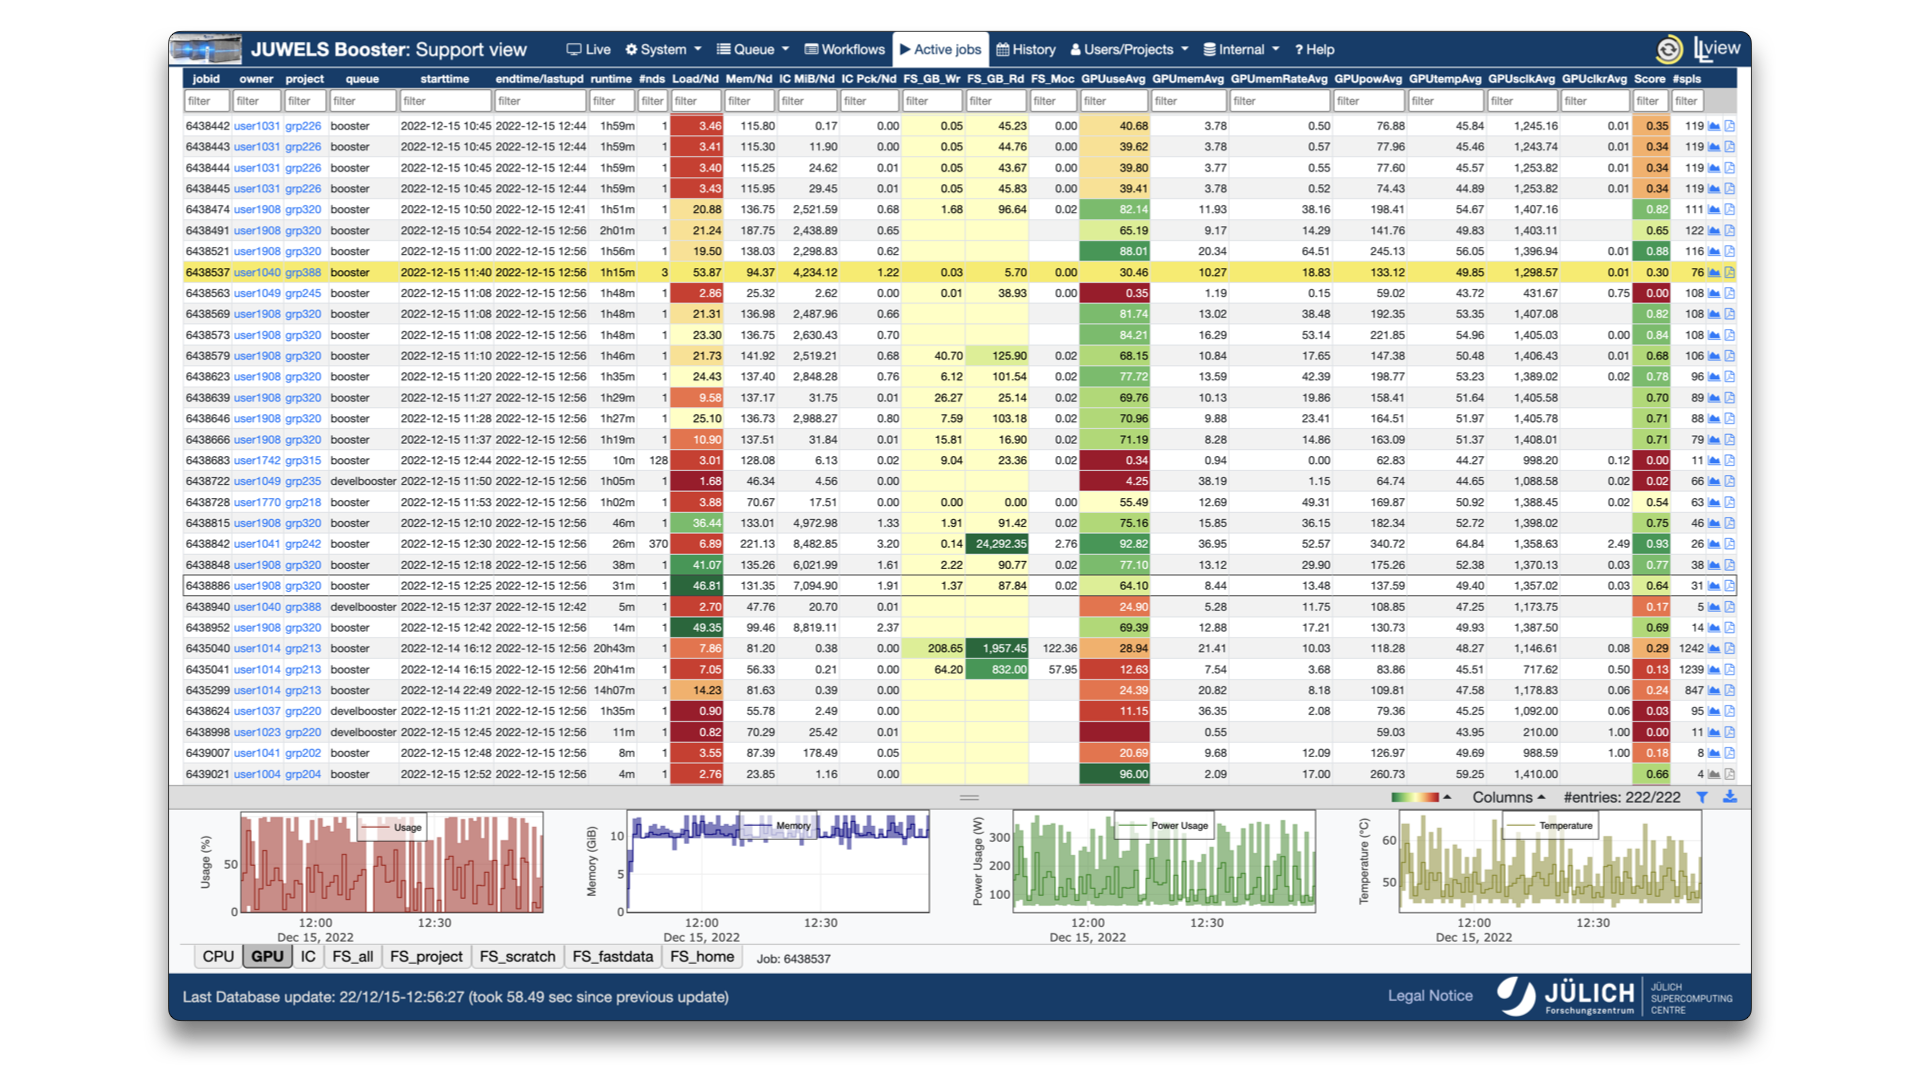 JUWELS Booster: Support view Live System Queue Workflows Active jobs History Users/Projects Internal ? Help LLview
jobid owner project queue starttime endtime/lastupd runtime #nds Load/Nd Mem/Nd IC MiB/Nd IC Pck/Nd FS_GB_Wr FS_GB_Rd FS_Moc GPUuseAvg GPUmemAvg GPUmemRateAvg GPUpowAvg GPUtempAvg GPUsclkAvg GPUclkrAvg Score #spls
filter filter filter filter filter filter filter filter filter filter filter filter filter filter filter filter filter filter filter filter filter filter filter filter
6438442 user1031 grp226 booster 2022-12-15 10:45 2022-12-15 12:44 1h59m 1 3.46 115.80 0.17 0.00 0.05 45.23 0.00 40.68 3.78 0.50 76.88 45.84 1,245.16 0.01 0.35 119
6438443 user1031 grp226 booster 2022-12-15 10:45 2022-12-15 12:44 1h59m 1 3.41 115.30 11.90 0.00 0.05 44.76 0.00 39.62 3.78 0.57 77.96 45.46 1,243.74 0.01 0.34 119
6438444 user1031 grp226 booster 2022-12-15 10:45 2022-12-15 12:44 1h59m 1 3.40 115.25 24.62 0.01 0.05 43.67 0.00 39.80 3.77 0.55 77.60 45.57 1,253.82 0.01 0.34 119
6438445 user1031 grp226 booster 2022-12-15 10:45 2022-12-15 12:44 1h59m 1 3.43 115.95 29.45 0.01 0.05 45.83 0.00 39.41 3.78 0.52 74.43 44.89 1,253.82 0.01 0.34 119
6438474 user1908 grp320 booster 2022-12-15 10:50 2022-12-15 12:41 1h51m 1 20.88 136.75 2,521.59 0.68 1.68 96.64 0.02 82.14 11.93 38.16 198.41 54.67 1,407.16 0.82 111
6438491 user1908 grp320 booster 2022-12-15 10:54 2022-12-15 12:56 2h01m 1 21.24 187.75 2,438.89 0.65 65.19 9.17 14.29 141.76 49.83 1,403.11 0.65 122
6438521 user1908 grp320 booster 2022-12-15 11:00 2022-12-15 12:56 1h56m 1 19.50 138.03 2,298.83 0.62 88.01 20.34 64.51 245.13 56.05 1,396.94 0.01 0.88 116
6438537 user1040 grp388 booster 2022-12-15 11:40 2022-12-15 12:56 1h15m 3 53.87 94.37 4,234.12 1.22 0.03 5.70 0.00 30.46 10.27 18.83 133.12 49.85 1,298.57 0.01 0.30 76
6438563 user1049 grp245 booster 2022-12-15 11:08 2022-12-15 12:56 1h48m 1 2.86 25.32 2.62 0.00 0.01 38.93 0.00 0.35 1.19 0.15 59.02 43.72 431.67 0.75 0.00 108
6438569 user1908 grp320 booster 2022-12-15 11:08 2022-12-15 12:56 1h48m 1 21.31 136.98 2,487.96 0.66 81.74 13.02 38.48 192.35 53.35 1,407.08 0.82 108
6438573 user1908 grp320 booster 2022-12-15 11:08 2022-12-15 12:56 1h48m 1 23.30 136.75 2,630.43 0.70 84.21 16.29 53.14 221.85 54.96 1,405.03 0.00 0.84 108
6438579 user1908 grp320 booster 2022-12-15 11:10 2022-12-15 12:56 1h46m 1 21.73 141.92 2,519.21 0.68 40.70 125.90 0.02 68.15 10.84 17.65 147.38 50.48 1,406.43 0.01 0.68 106
6438623 user1908 grp320 booster 2022-12-15 11:20 2022-12-15 12:56 1h35m 1 24.43 137.40 2,848.28 0.76 6.12 101.54 0.02 77.72 13.59 42.39 198.77 53.23 1,389.02 0.02 0.78 96
6438639 user1908 grp320 booster 2022-12-15 11:27 2022-12-15 12:56 1h29m 1 9.58 137.17 31.75 0.01 26.27 25.14 0.02 69.76 10.13 19.86 158.41 51.64 1,405.58 0.70 89
6438646 user1908 grp320 booster 2022-12-15 11:28 2022-12-15 12:56 1h27m 1 25.10 136.73 2,988.27 0.80 7.59 103.18 0.02 70.96 9.88 23.41 164.51 51.97 1,405.78 0.71 88
6438666 user1908 grp320 booster 2022-12-15 11:37 2022-12-15 12:56 1h19m 1 10.90 137.51 31.84 0.01 15.81 16.90 0.02 71.19 8.28 14.86 163.09 51.37 1,408.01 0.71 79
6438683 user1742 grp315 booster 2022-12-15 12:44 2022-12-15 12:55 10m 128 3.01 128.08 6.13 0.02 9.04 23.36 0.02 0.34 0.94 0.00 62.83 44.27 998.20 0.12 0.00 11
6438722 user1049 grp235 develbooster 2022-12-15 11:50 2022-12-15 12:56 1h05m 1 1.68 46.34 4.56 0.00 4.25 38.19 1.15 64.74 44.65 1,088.58 0.02 0.02 66
6438728 user1770 grp218 booster 2022-12-15 11:53 2022-12-15 12:56 1h02m 1 3.88 70.67 17.51 0.00 0.00 0.00 0.00 55.49 12.69 49.31 169.87 50.92 1,388.45 0.02 0.54 63
6438815 user1908 grp320 booster 2022-12-15 12:10 2022-12-15 12:56 46m 1 36.44 133.01 4,972.98 1.33 1.91 91.42 0.02 75.16 15.85 36.15 182.34 52.72 1,398.02 0.75 46
6438842 user1041 grp242 booster 2022-12-15 12:30 2022-12-15 12:56 26m 370 6.89 221.13 8,482.85 3.20 0.14 24,292.35 2.76 92.82 36.95 52.57 340.72 64.84 1,358.63 2.49 0.93 26
6438848 user1908 grp320 booster 2022-12-15 12:18 2022-12-15 12:56 38m 1 41.07 135.26 6,021.99 1.61 2.22 90.77 0.02 77.10 13.12 29.90 175.26 52.38 1,370.13 0.03 0.77 38
6438886 user1908 grp320 booster 2022-12-15 12:25 2022-12-15 12:56 31m 1 46.81 131.35 7,094.90 1.91 1.37 87.84 0.02 64.10 8.44 13.48 137.59 49.40 1,357.02 0.03 0.64 31
6438940 user1040 grp388 develbooster 2022-12-15 12:37 2022-12-15 12:42 5m 1 2.70 47.76 20.70 0.01 24.90 5.28 11.75 108.85 47.25 1,173.75 0.17 5
6438952 user1908 grp320 booster 2022-12-15 12:42 2022-12-15 12:56 14m 1 49.35 99.46 8,819.11 2.37 69.39 12.88 17.21 130.73 49.93 1,387.50 0.69 14
6435040 user1014 grp213 booster 2022-12-14 16:12 2022-12-15 12:56 20h43m 1 7.86 81.20 0.38 0.00 208.65 1,957.45 122.36 28.94 21.41 10.03 118.28 48.27 1,146.61 0.08 0.29 1242
6435041 user1014 grp213 booster 2022-12-14 16:15 2022-12-15 12:56 20h41m 1 7.05 56.33 0.21 0.00 64.20 832.00 57.95 12.63 7.54 3.68 83.86 45.51 717.62 0.50 0.13 1239
6435299 user1014 grp213 booster 2022-12-14 22:49 2022-12-15 12:56 14h07m 1 14.23 81.63 0.39 0.00 24.39 20.82 8.18 109.81 47.58 1,178.83 0.06 0.24 847
6438624 user1037 grp220 develbooster 2022-12-15 11:21 2022-12-15 12:56 1h35m 1 0.90 55.78 2.49 0.00 11.15 36.35 2.08 79.36 45.25 1,092.00 0.06 0.03 95
6438998 user1023 grp220 develbooster 2022-12-15 12:45 2022-12-15 12:56 11m 1 0.82 70.29 25.42 0.01 0.55 59.03 43.95 210.00 1.00 0.00 11
6439007 user1041 grp202 booster 2022-12-15 12:48 2022-12-15 12:56 8m 1 3.55 87.39 178.49 0.05 20.69 9.68 12.09 126.97 49.69 988.59 1.00 0.18 8
6439021 user1004 grp204 booster 2022-12-15 12:52 2022-12-15 12:56 4m 1 2.76 23.85 1.16 0.00 96.00 2.09 17.00 260.73 59.25 1,410.00 0.66 4
Columns #entries: 222/222
Usage (%) 50 0 Usage 12:00 12:30 Dec 15, 2022
Memory (GiB) 10 5 0 Memory 12:00 12:30 Dec 15, 2022
Power Usage (W) 300 200 100 Power Usage 12:00 12:30 Dec 15, 2022
Temperature (°C) 60 50 Temperature 12:00 12:30 Dec 15, 2022
CPU GPU IC FS_all FS_project FS_scratch FS_fastdata FS_home Job: 6438537
Last Database update: 22/12/15-12:56:27 (took 58.49 sec since previous update) Legal Notice
JÜLICH Forschungszentrum
JÜLICH SUPERCOMPUTING CENTRE